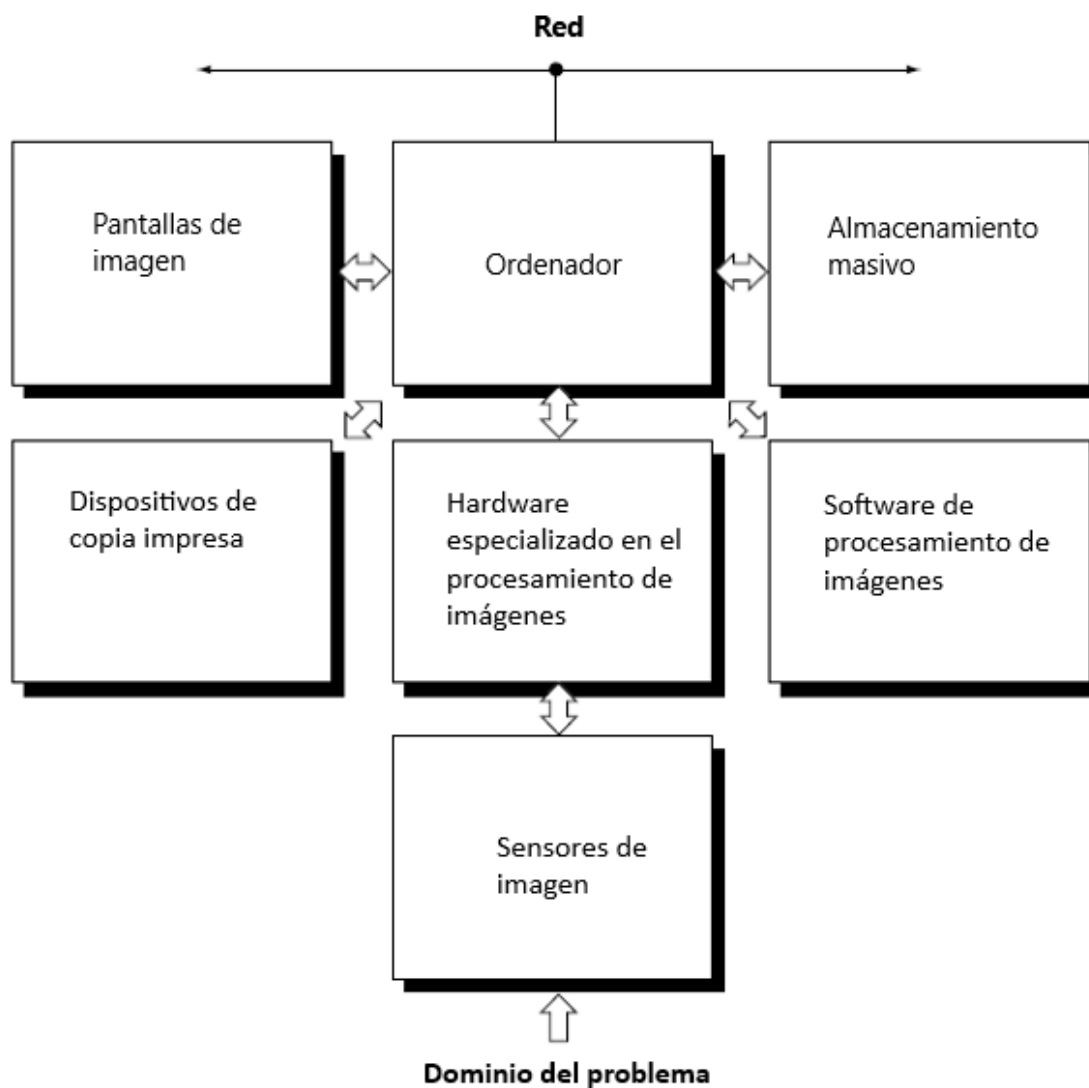 Red
Pantallas de
imagen
Ordenador
Almacenamiento
masivo
Dispositivos de
copia impresa
Hardware
especializado en el
procesamiento de
imágenes
Software de
procesamiento de
imágenes
Sensores de
imagen
Dominio del problema